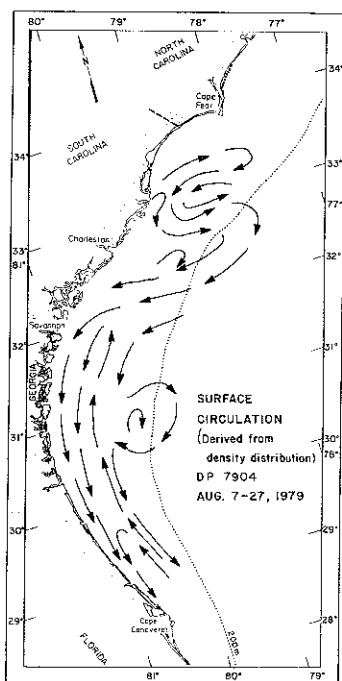 80°
79°
78°
77°
N
NORTH
CAROLINA
Cape
Fear
34°
SOUTH
CAROLINA
34°
33°
77°
Charleston
33°
81°
32°
Savannah
32°
31°
GEORGIA
SURFACE
CIRCULATION
(Derived from
density distribution)
DP 7904
AUG. 7-27, 1979
31°
30°
76°
30°
29°
Cape
Canaveral
29°
28°
FLORIDA
200m
80°
81°
80°
79°